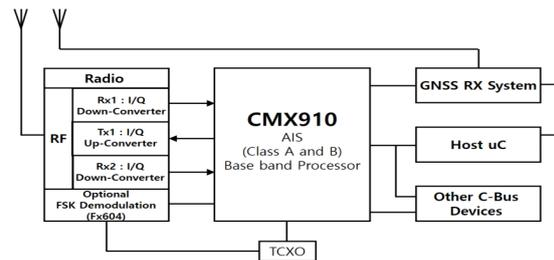 Radio
RF
Rx1 : I/Q
Down-Converter
Tx1 : I/Q
Up-Converter
Rx2 : I/Q
Down-Converter
Optional
FSK Demodulation
(Fx604)
CMX910
AIS
(Class A and B)
Base band Processor
TCXO
GNSS RX System
Host uC
Other C-Bus
Devices